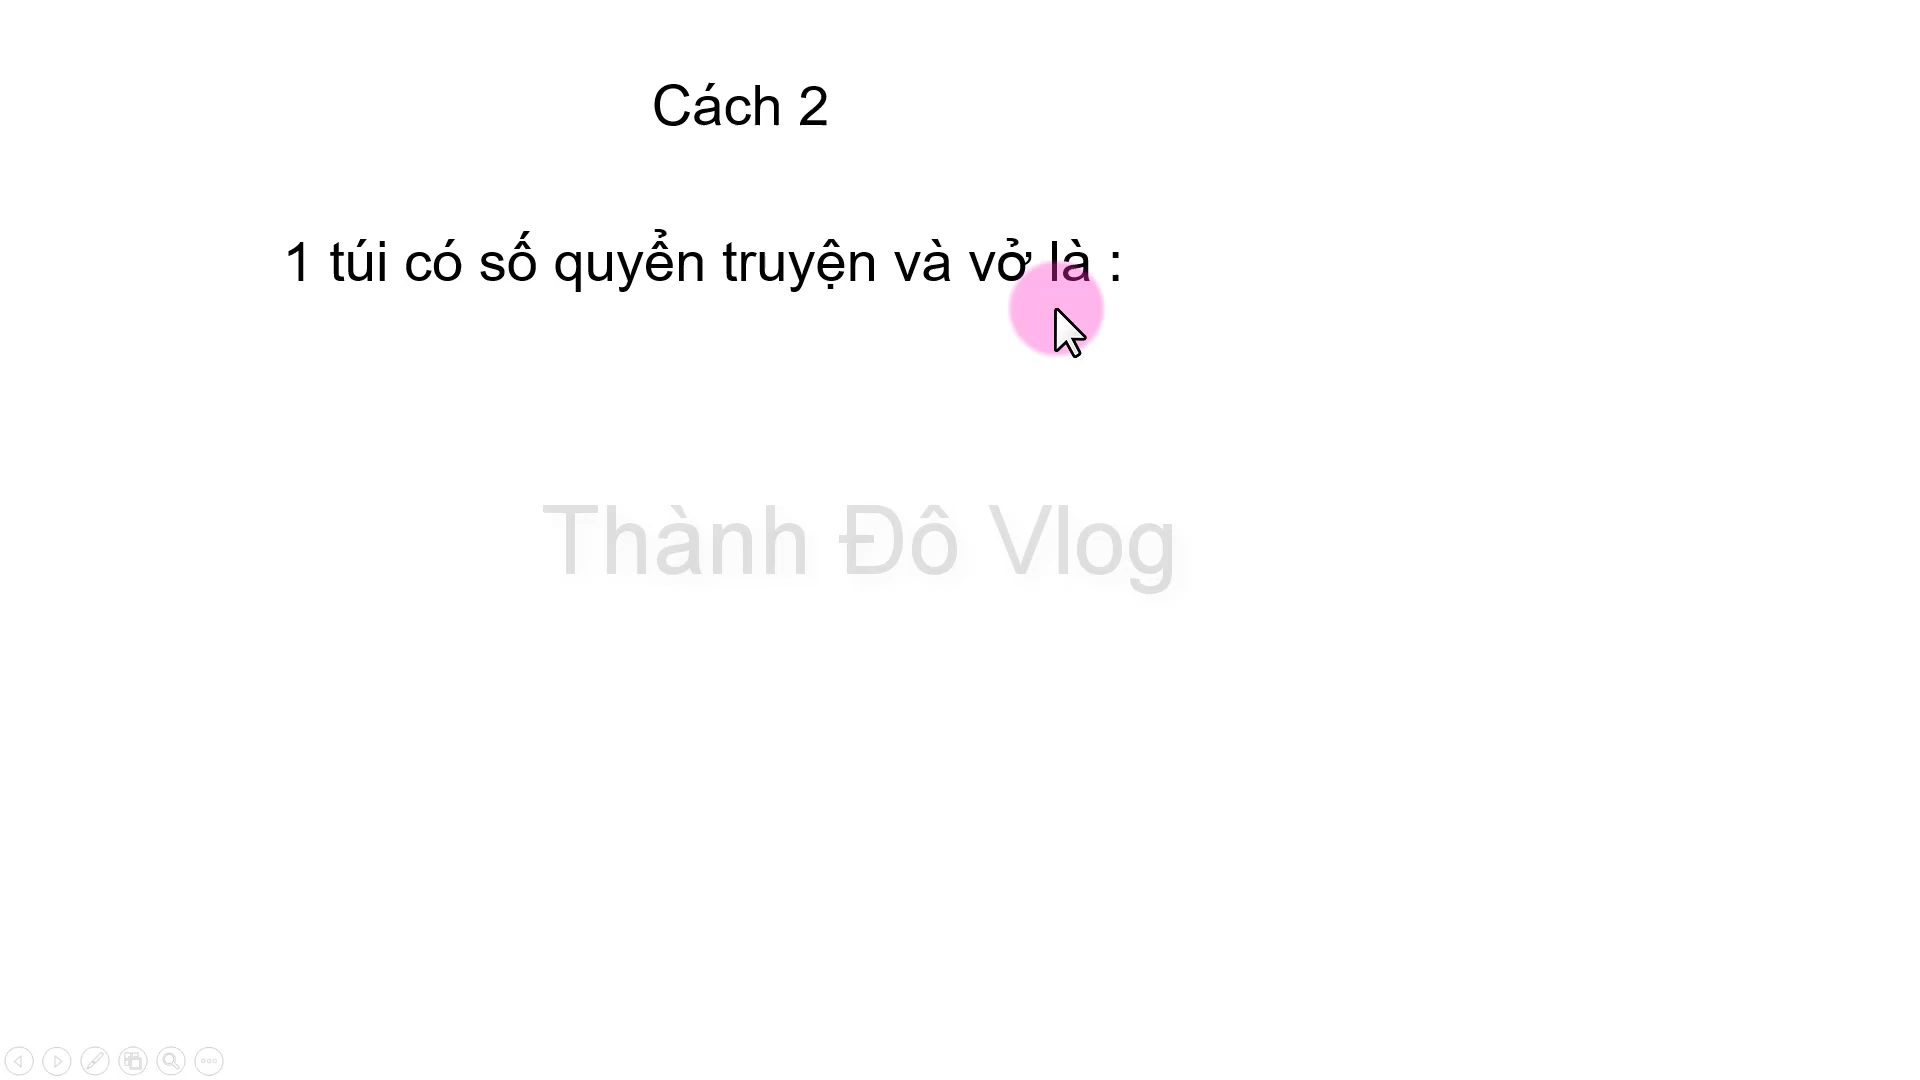 Cách 2
1 túi có số quyển truyện và vở là :
Thành Đô Vlog